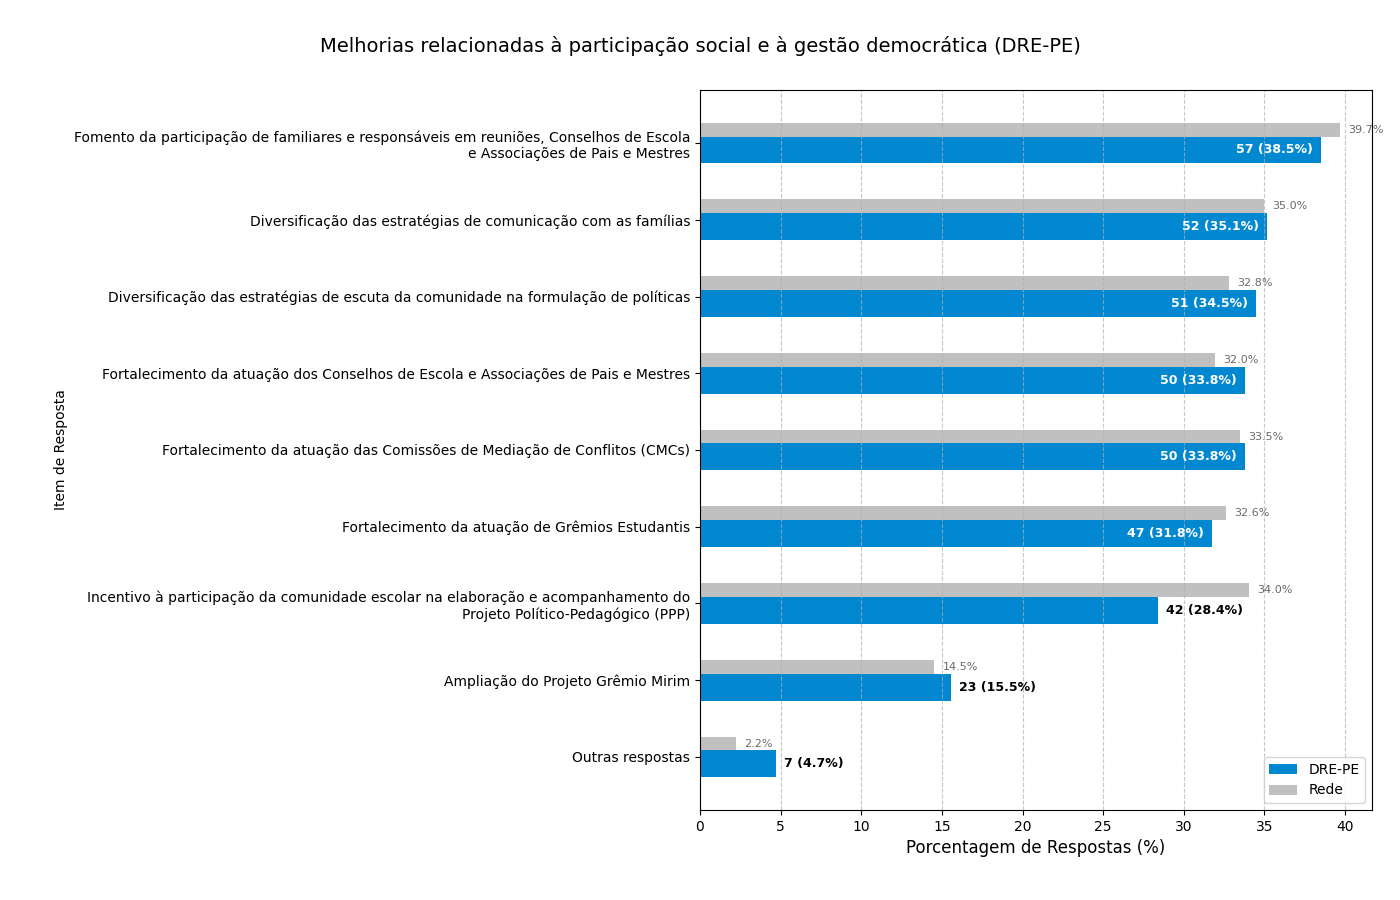 Melhorias relacionadas à participação social e à gestão democrática (DRE-PE)
Item de Resposta
Fomento da participação de familiares e responsáveis em reuniões, Conselhos de Escola
e Associações de Pais e Mestres
39.7%
57 (38.5%)
Diversificação das estratégias de comunicação com as famílias
35.0%
52 (35.1%)
Diversificação das estratégias de escuta da comunidade na formulação de políticas
32.8%
51 (34.5%)
Fortalecimento da atuação dos Conselhos de Escola e Associações de Pais e Mestres
32.0%
50 (33.8%)
Fortalecimento da atuação das Comissões de Mediação de Conflitos (CMCs)
33.5%
50 (33.8%)
Fortalecimento da atuação de Grêmios Estudantis
32.6%
47 (31.8%)
Incentivo à participação da comunidade escolar na elaboração e acompanhamento do
Projeto Político-Pedagógico (PPP)
34.0%
42 (28.4%)
Ampliação do Projeto Grêmio Mirim
14.5%
23 (15.5%)
Outras respostas
2.2%
7 (4.7%)
DRE-PE
Rede
0 5 10 15 20 25 30 35 40
Porcentagem de Respostas (%)